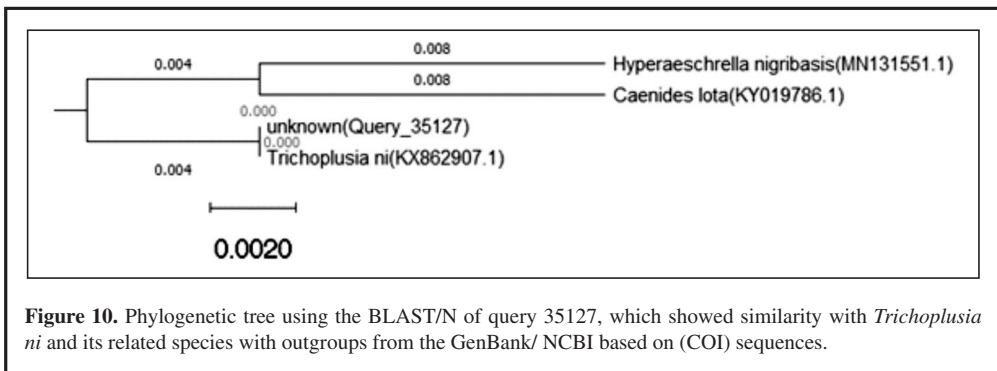 0.008
0.004
Hyperaeschrella nigribasis(MN131551.1)
0.008
Caenides lota(KY019786.1)
0.000
unknown(Query_35127)
0.000
Trichoplusia ni(KX862907.1)
0.004
0.0020
Figure 10. Phylogenetic tree using the BLAST/N of query 35127, which showed similarity with Trichoplusia
ni and its related species with outgroups from the GenBank/ NCBI based on (COI) sequences.